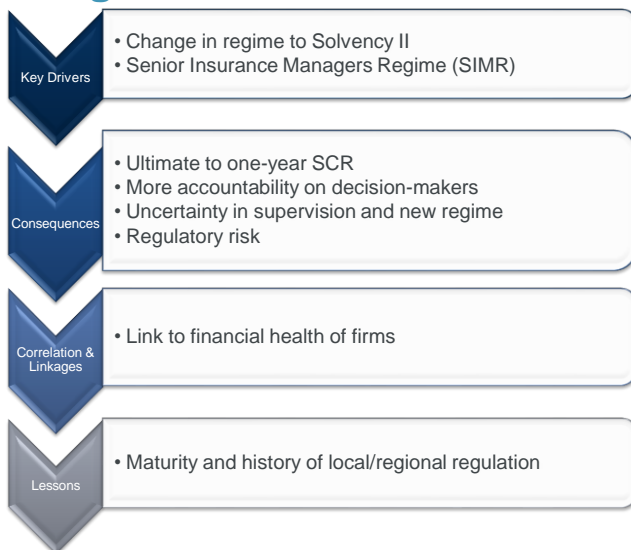 Key Drivers
• Change in regime to Solvency II
• Senior Insurance Managers Regime (SIMR)
Consequences
• Ultimate to one-year SCR
• More accountability on decision-makers
• Uncertainty in supervision and new regime
• Regulatory risk
Correlation &
Linkages
• Link to financial health of firms
Lessons
• Maturity and history of local/regional regulation